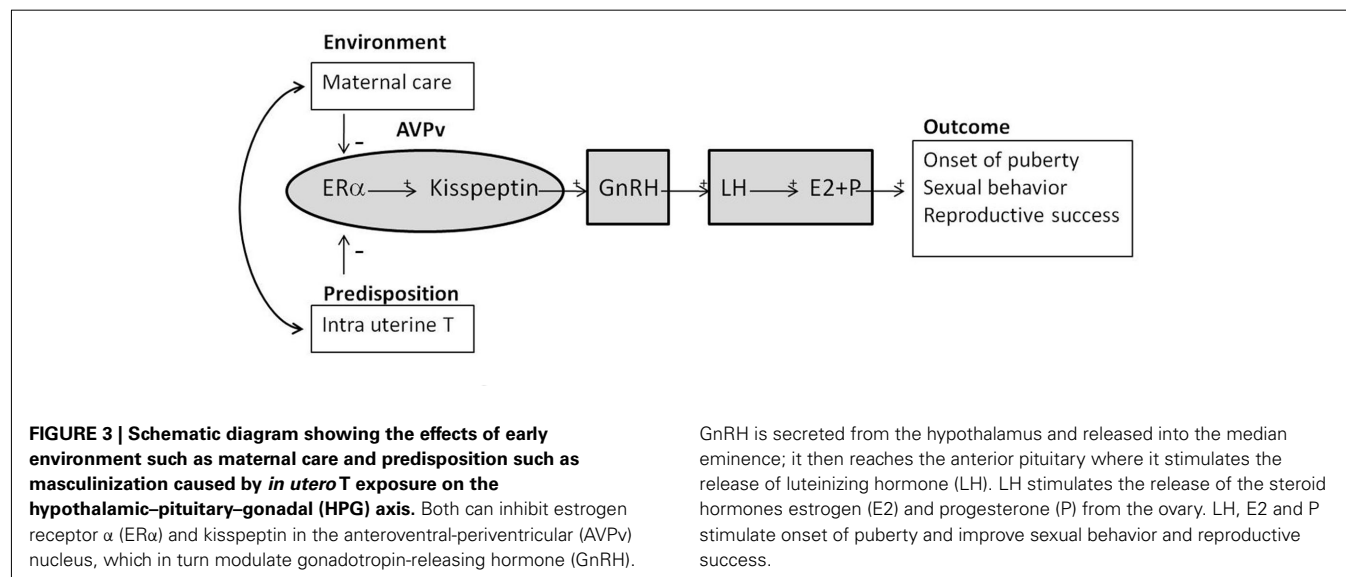 Environment
Maternal care
–
AVPv
ERα + Kisspeptin + GnRH + LH + E2+P +
Outcome
Onset of puberty
Sexual behavior
Reproductive success
–
Predisposition
Intra uterine T
FIGURE 3 | Schematic diagram showing the effects of early
environment such as maternal care and predisposition such as
masculinization caused by in utero T exposure on the
hypothalamic–pituitary–gonadal (HPG) axis. Both can inhibit estrogen
receptor α (ERα) and kisspeptin in the anteroventral-periventricular (AVPv)
nucleus, which in turn modulate gonadotropin-releasing hormone (GnRH).
GnRH is secreted from the hypothalamus and released into the median
eminence; it then reaches the anterior pituitary where it stimulates the
release of luteinizing hormone (LH). LH stimulates the release of the steroid
hormones estrogen (E2) and progesterone (P) from the ovary. LH, E2 and P
stimulate onset of puberty and improve sexual behavior and reproductive
success.